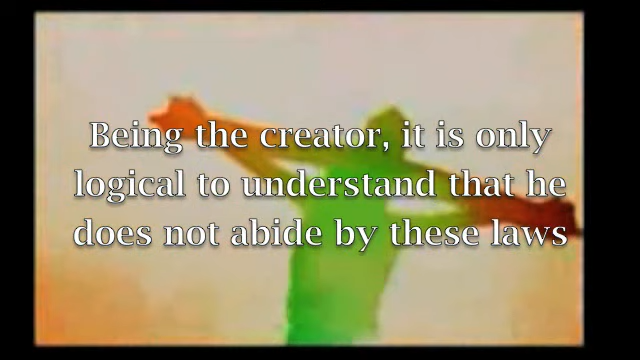 Being the creator, it is only
logical to understand that he
does not abide by these laws